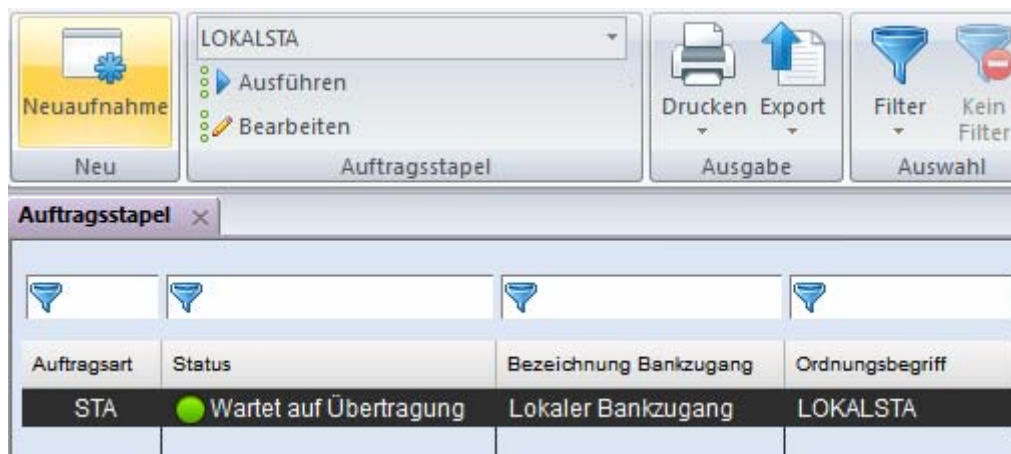 LOKALSTA
Ausführen
Bearbeiten
Neuaufnahme
Drucken Export Filter Kein Filter
Neu Auftragsstapel Ausgabe Auswahl
Auftragsstapel
Auftragsart Status Bezeichnung Bankzugang Ordnungsbegriff
STA Wartet auf Übertragung Lokaler Bankzugang LOKALSTA